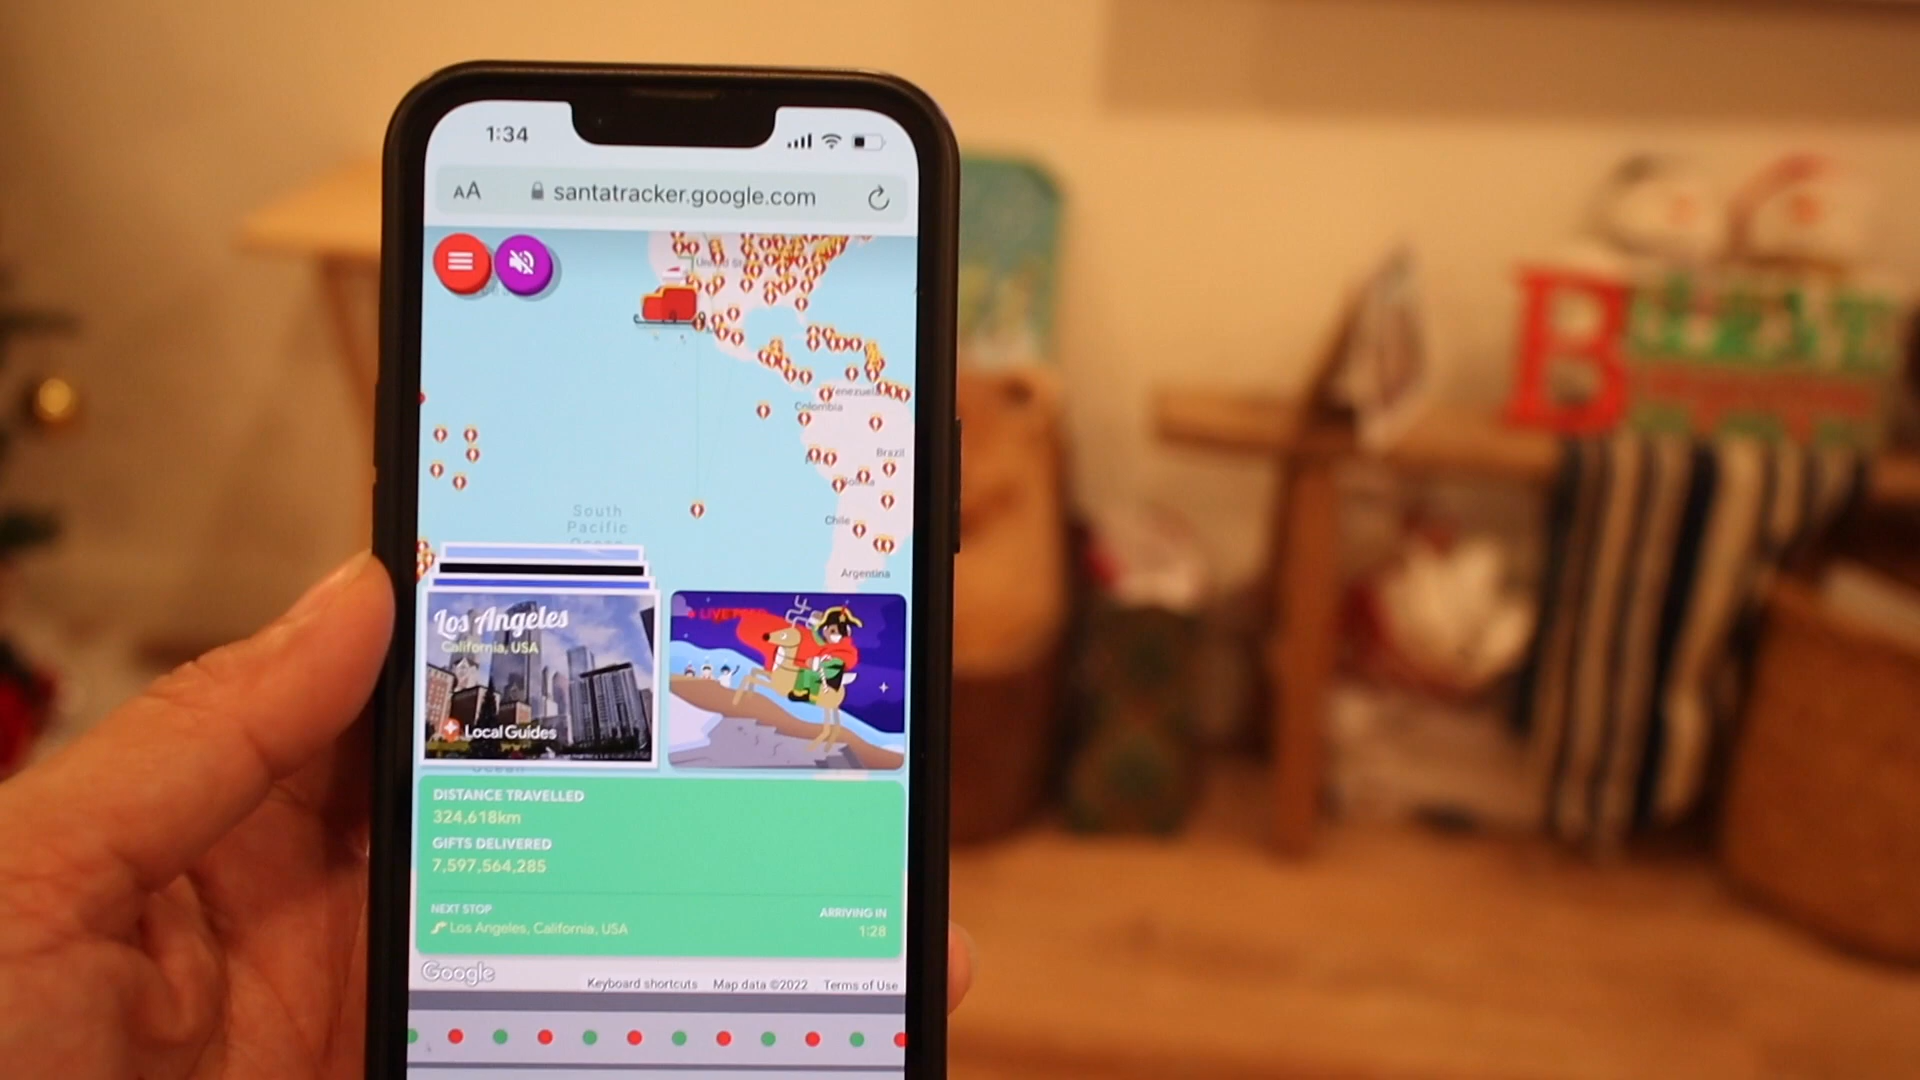 1:34
AA santatracker.google.com
Venezuela
Colombia
Brazil
Chile
South
Pacific
Ocean
Argentina
Los Angeles
California, USA
Local Guides
DISTANCE TRAVELLED
324,618km
GIFTS DELIVERED
7,597,564,285
NEXT STOP
Los Angeles, California, USA
ARRIVING IN
1:28
Google
Keyboard shortcuts Map data ©2022 Terms of Use
B